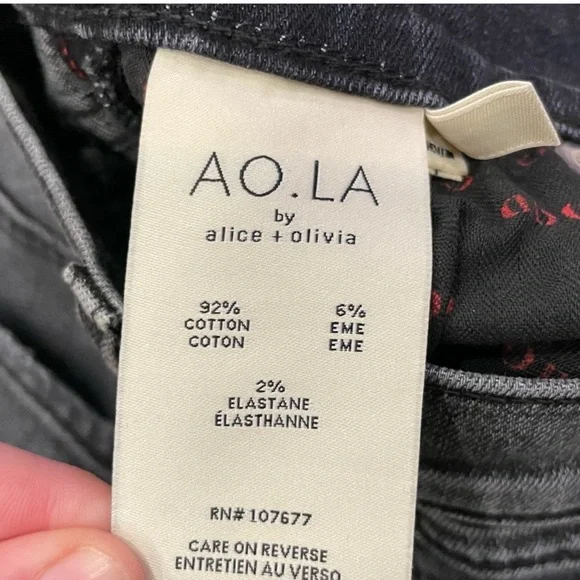 AO.LA
by
alice + olivia
92% 6%
COTTON EME
COTON EME
2%
ELASTANE
ÉLASTHANNE
RN# 107677
CARE ON REVERSE
ENTRETIEN AU VERSO